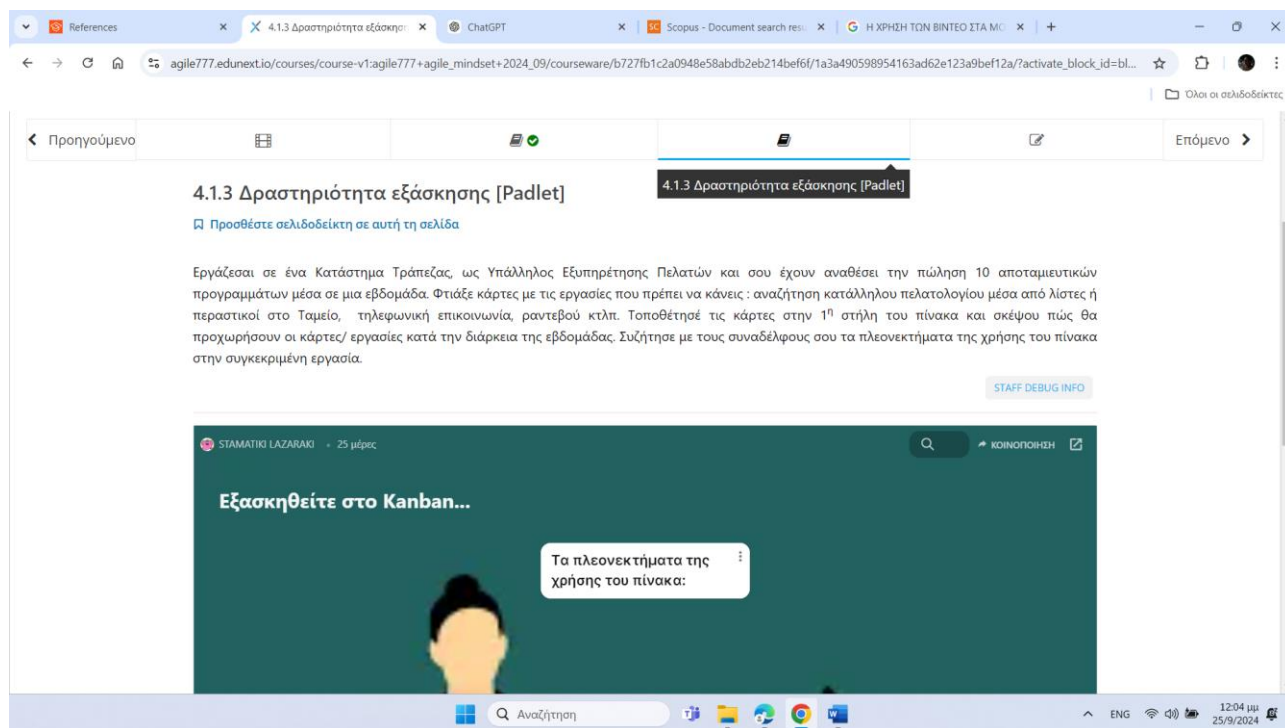 References
4.1.3 Δραστηριότητα εξάσκησ
ChatGPT
Scopus - Document search resu
Η ΧΡΗΣΗ ΤΩΝ ΒΙΝΤΕΟ ΣΤΑ ΜΟ
agile777.edunext.io/courses/course-v1:agile777+agile_mindset+2024_09/courseware/b727fb1c2a0948e58abdb2eb214bef6f/1a3a490598954163ad62e123a9bef12a/?activate_block_id=bl...
Όλοι οι σελιδοδείκτες
Προηγούμενο
Επόμενο
4.1.3 Δραστηριότητα εξάσκησης [Padlet]
4.1.3 Δραστηριότητα εξάσκησης [Padlet]
Προσθέστε σελιδοδείκτη σε αυτή τη σελίδα
Εργάζεσαι σε ένα Κατάστημα Τράπεζας, ως Υπάλληλος Εξυπηρέτησης Πελατών και σου έχουν αναθέσει την πώληση 10 αποταμιευτικών
προγραμμάτων μέσα σε μια εβδομάδα. Φτιάξε κάρτες με τις εργασίες που πρέπει να κάνεις : αναζήτηση κατάλληλου πελατολογίου μέσα από λίστες ή
περαστικοί στο Ταμείο, τηλεφωνική επικοινωνία, ραντεβού κτλπ. Τοποθέτησέ τις κάρτες στην 1η στήλη του πίνακα και σκέψου πώς θα
προχωρήσουν οι κάρτες/ εργασίες κατά την διάρκεια της εβδομάδας. Συζήτησε με τους συναδέλφους σου τα πλεονεκτήματα της χρήσης του πίνακα
στην συγκεκριμένη εργασία.
STAFF DEBUG INFO
STAMATIKI LAZARAKI • 25 μέρες
ΚΟΙΝΟΠΟΙΗΣΗ
Εξασκηθείτε στο Kanban...
Τα πλεονεκτήματα της
χρήσης του πίνακα:
Αναζήτηση
ENG
12:04 μμ
25/9/2024